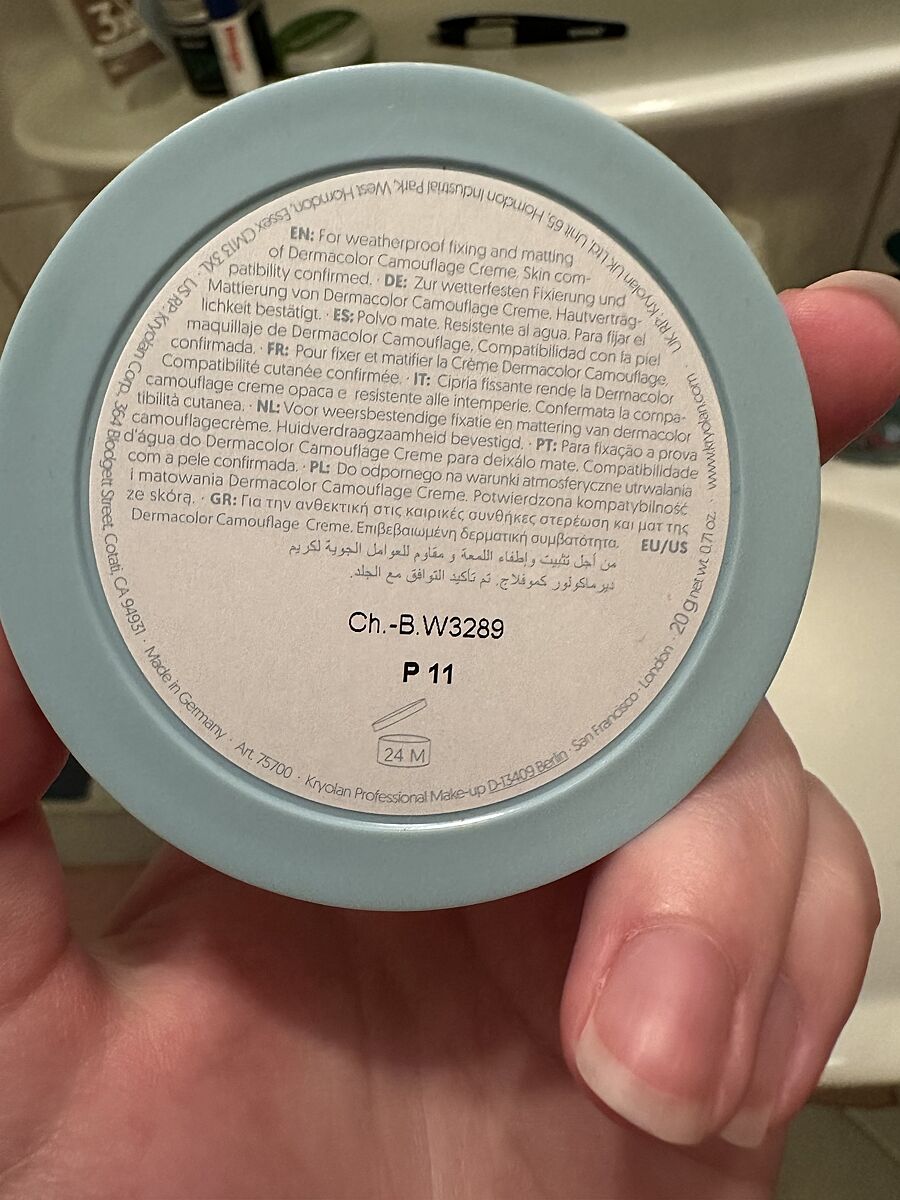 EN: For weatherproof fixing and matting
of Dermacolor Camouflage Creme. Skin com-
patibility confirmed. · DE: Zur wetterfesten Fixierung und
Mattierung von Dermacolor Camouflage Creme. Hautverträg-
lichkeit bestätigt. · ES: Polvo mate. Resistente al agua. Para fijar el
maquillaje de Dermacolor Camouflage. Compatibilidad con la piel
confirmada. · FR: Pour fixer et matifier la Crème Dermacolor Camouflage.
Compatibilité cutanée confirmée. · IT: Cipria fissante rende la Dermacolor
camouflage creme opaca e resistente alle intemperie. Confermata la compa-
tibilità cutanea. · NL: Voor weersbestendige fixatie en mattering van dermacolor
camouflagecrème. Huidverdraagzaamheid bevestigd. · PT: Para fixação a prova
d'água do Dermacolor Camouflage Creme para deixálo mate. Compatibilidade
com a pele confirmada. · PL: Do odpornego na warunki atmosferyczne utrwalania
i matowania Dermacolor Camouflage Creme. Potwierdzona kompatybilność
ze skórą. · GR: Για την ανθεκτική στις καιρικές συνθήκες στερέωση και ματ της
Dermacolor Camouflage Creme. Επιβεβαιωμένη δερματική συμβατότητα. EU/US
من أجل تثبيت وإطفاء اللمعة و مقاوم للعوامل الجوية لكريم
ديرماكولور كموفلاج. تم تأكيد التوافق مع الجلد.
Ch.-B.W3289
P 11
24 M
UK RP: Kryolan UK Ltd, Unit 65, Horndon Industrial Park, West Horndon, Essex CM13 3XL · US RP: Kryolan Corp., 364 Blodgett Street, Cotati, CA 94931 · Made in Germany · Art. 75700 · Kryolan Professional Make-up D-13409 Berlin · San Francisco · London · 20 g net wt. 0.71 oz. · www.kryolan.com